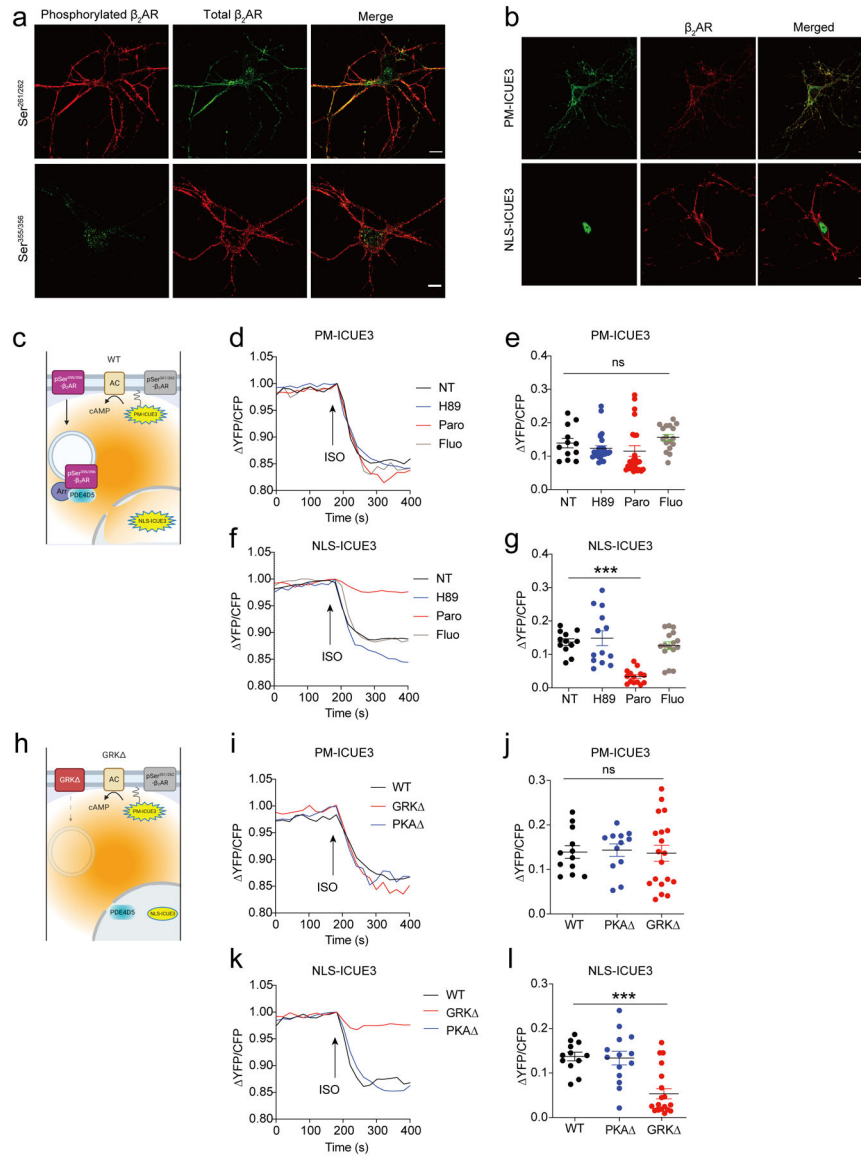 a
Phosphorylated β₂AR
Total β₂AR
Merge
Ser²⁶¹/²⁶²
Ser³⁵⁵/³⁵⁶
b
β₂AR
Merged
PM-ICUE3
NLS-ICUE3
c
WT
pSer³⁵⁵/³⁵⁶
-β₂AR
AC
pSer²⁶¹/²⁶²
-β₂AR
cAMP
PM-ICUE3
pSer³⁵⁵/³⁵⁶
-β₂AR
Arr
PDE4D5
NLS-ICUE3
d
PM-ICUE3
ΔYFP/CFP
1.05
1.00
0.95
0.90
0.85
0.80
0 100 200 300 400
Time (s)
ISO
NT
H89
Paro
Fluo
e
PM-ICUE3
ns
ΔYFP/CFP
0.4
0.3
0.2
0.1
0.0
NT H89 Paro Fluo
f
NLS-ICUE3
ΔYFP/CFP
1.05
1.00
0.95
0.90
0.85
0.80
0 100 200 300 400
Time (s)
ISO
NT
H89
Paro
Fluo
g
NLS-ICUE3
***
ΔYFP/CFP
0.4
0.3
0.2
0.1
0.0
NT H89 Paro Fluo
h
GRKΔ
GRKΔ
AC
pSer²⁶¹/²⁶²
-β₂AR
cAMP
PM-ICUE3
PDE4D5
NLS-ICUE3
i
PM-ICUE3
ΔYFP/CFP
1.05
1.00
0.95
0.90
0.85
0.80
0 100 200 300 400
Time (s)
ISO
WT
GRKΔ
PKAΔ
j
PM-ICUE3
ns
ΔYFP/CFP
0.3
0.2
0.1
0.0
WT PKAΔ GRKΔ
k
NLS-ICUE3
ΔYFP/CFP
1.05
1.00
0.95
0.90
0.85
0.80
0 100 200 300 400
Time (s)
ISO
WT
GRKΔ
PKAΔ
l
NLS-ICUE3
***
ΔYFP/CFP
0.3
0.2
0.1
0.0
WT PKAΔ GRKΔ